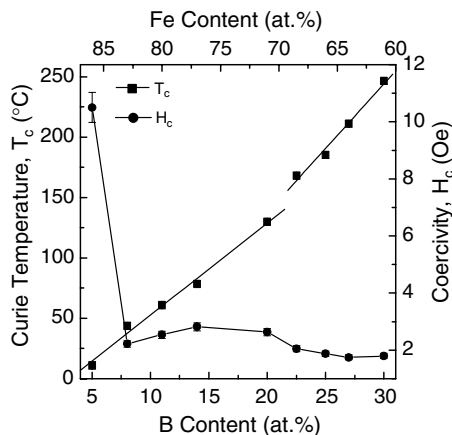 Fe Content (at.%)
85 80 75 70 65 60
250
200
150
100
50
0
Curie Temperature, T_c (°C)
T_c
H_c
12
10
8
6
4
2
Coercivity, H_c (Oe)
5 10 15 20 25 30
B Content (at.%)